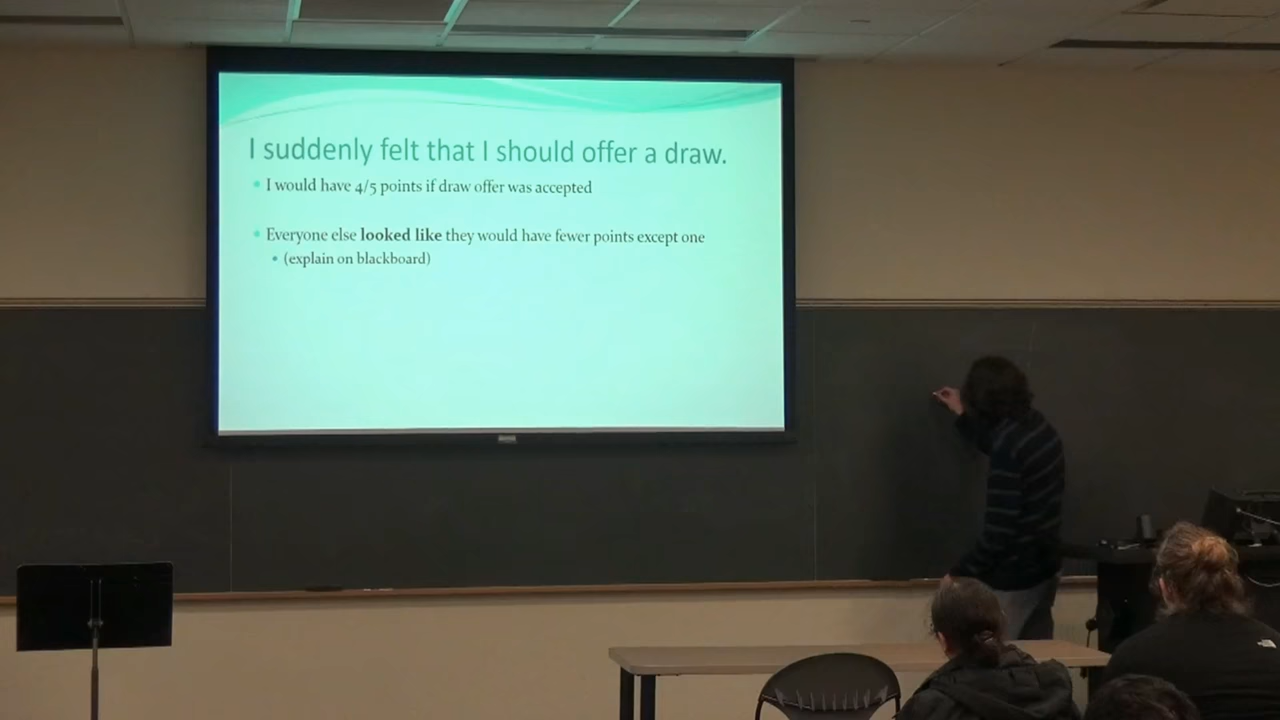 I suddenly felt that I should offer a draw.
I would have 4/5 points if draw offer was accepted
Everyone else looked like they would have fewer points except one
(explain on blackboard)